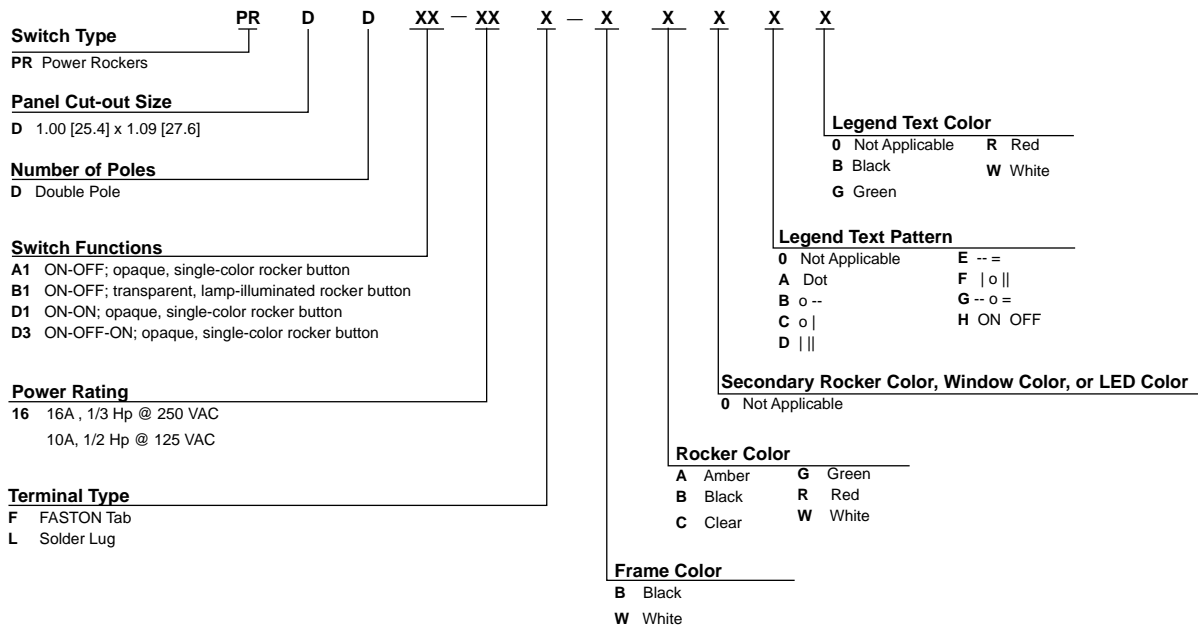 PR D D XX — XX X — X X X X X
Switch Type
PR Power Rockers
Panel Cut-out Size
D 1.00 [25.4] x 1.09 [27.6]
Number of Poles
D Double Pole
Switch Functions
A1 ON-OFF; opaque, single-color rocker button
B1 ON-OFF; transparent, lamp-illuminated rocker button
D1 ON-ON; opaque, single-color rocker button
D3 ON-OFF-ON; opaque, single-color rocker button
Power Rating
16 16A , 1/3 Hp @ 250 VAC
10A, 1/2 Hp @ 125 VAC
Terminal Type
F FASTON Tab
L Solder Lug
Frame Color
B Black
W White
Rocker Color
A Amber G Green
B Black R Red
C Clear W White
Secondary Rocker Color, Window Color, or LED Color
0 Not Applicable
Legend Text Pattern
0 Not Applicable E -- =
A Dot F | o ||
B o -- G -- o =
C o | H ON OFF
D | ||
Legend Text Color
0 Not Applicable R Red
B Black W White
G Green